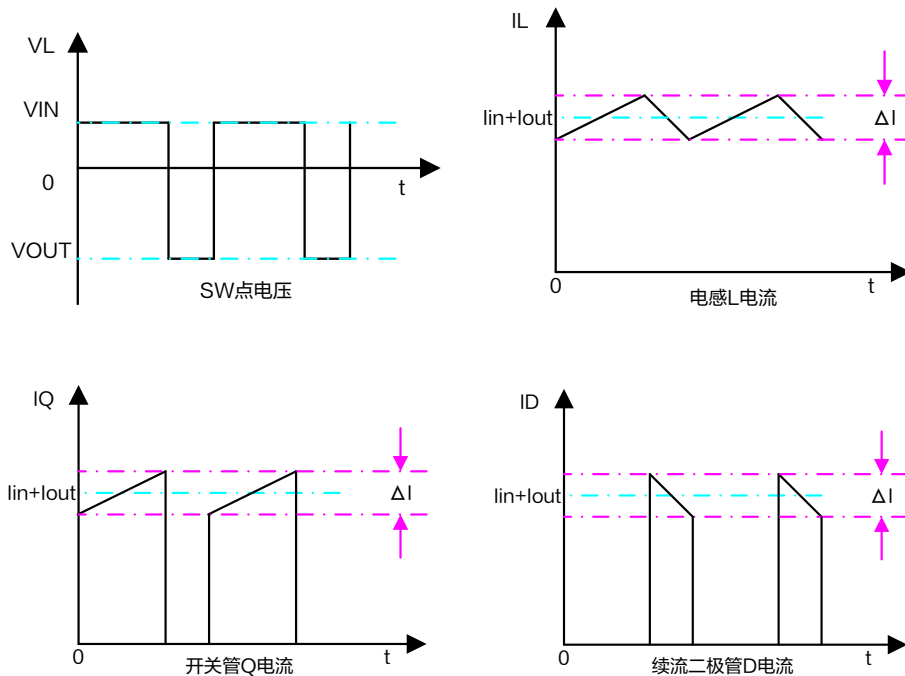 VL
VIN
0
t
VOUT
SW点电压
IL
Iin+Iout
ΔI
0
t
电感L电流
IQ
Iin+Iout
ΔI
0
t
开关管Q电流
ID
Iin+Iout
ΔI
0
t
续流二极管D电流